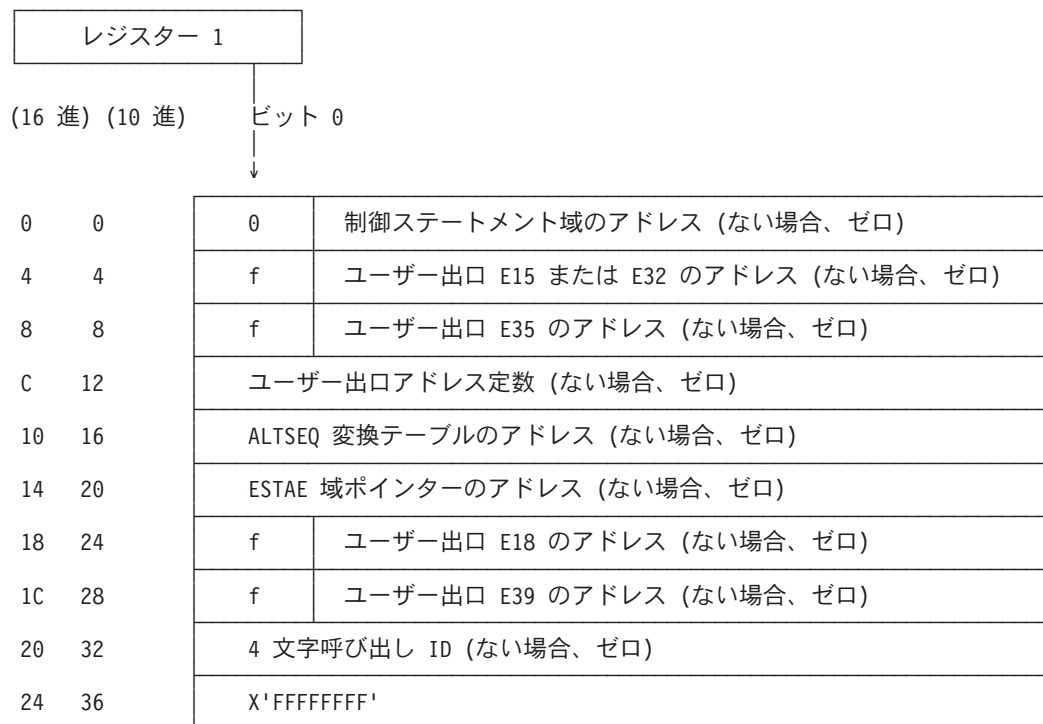 レジスター 1
(16 進) (10 進) ビット 0
0 0 0 制御ステートメント域のアドレス (ない場合、ゼロ)
4 4 f ユーザー出口 E15 または E32 のアドレス (ない場合、ゼロ)
8 8 f ユーザー出口 E35 のアドレス (ない場合、ゼロ)
C 12 ユーザー出口アドレス定数 (ない場合、ゼロ)
10 16 ALTSEQ 変換テーブルのアドレス (ない場合、ゼロ)
14 20 ESTAE 域ポインターのアドレス (ない場合、ゼロ)
18 24 f ユーザー出口 E18 のアドレス (ない場合、ゼロ)
1C 28 f ユーザー出口 E39 のアドレス (ない場合、ゼロ)
20 32 4 文字呼び出し ID (ない場合、ゼロ)
24 36 X'FFFFFFFF'